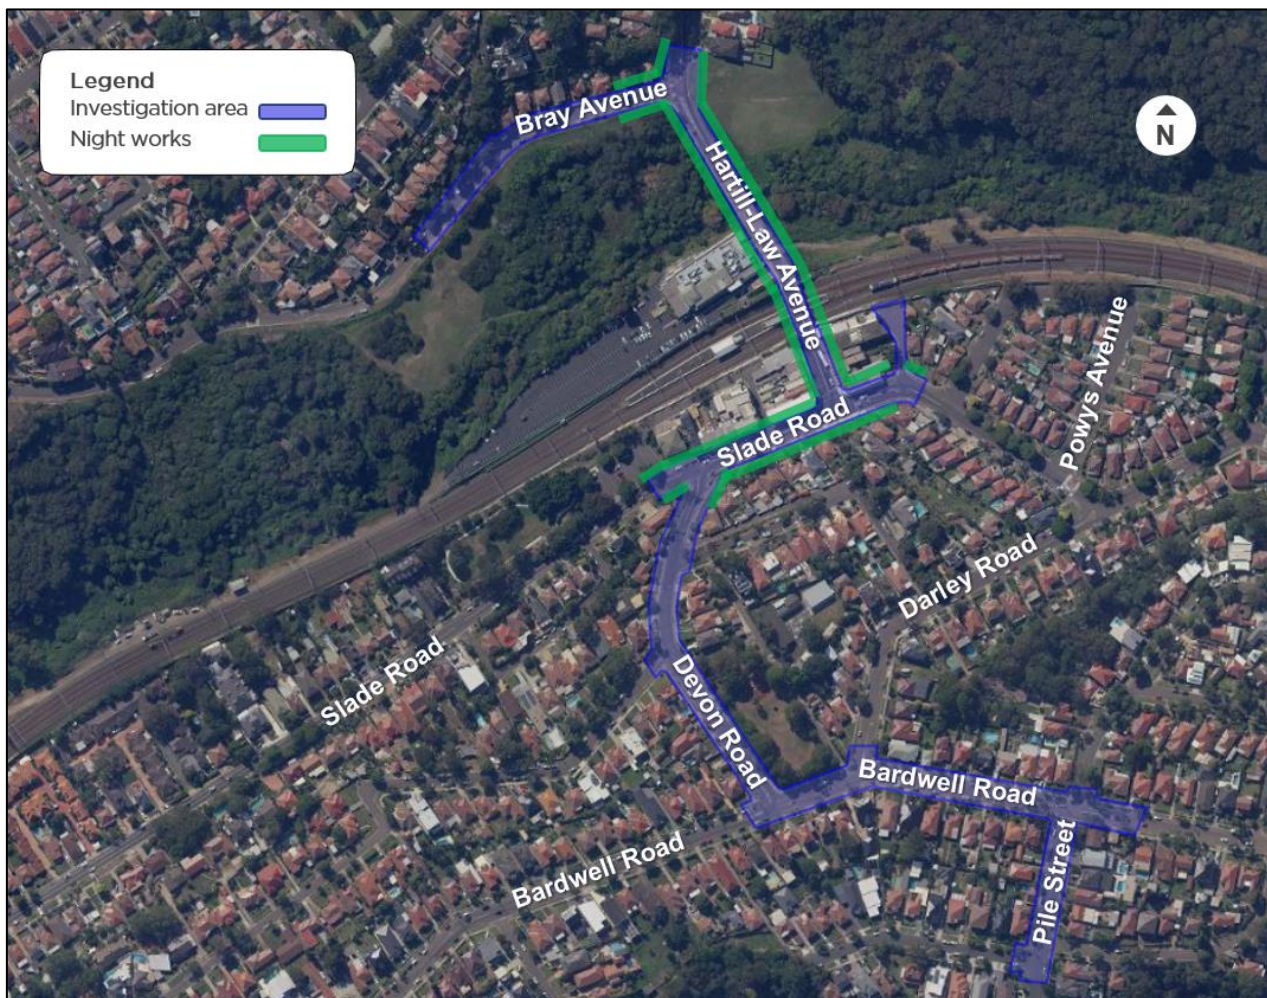 Legend
Investigation area
Night works
N
Bray Avenue
Hartill-Law Avenue
Powys Avenue
Slade Road
Darley Road
Slade Road
Devon Road
Bardwell Road
Bardwell Road
Pile Street